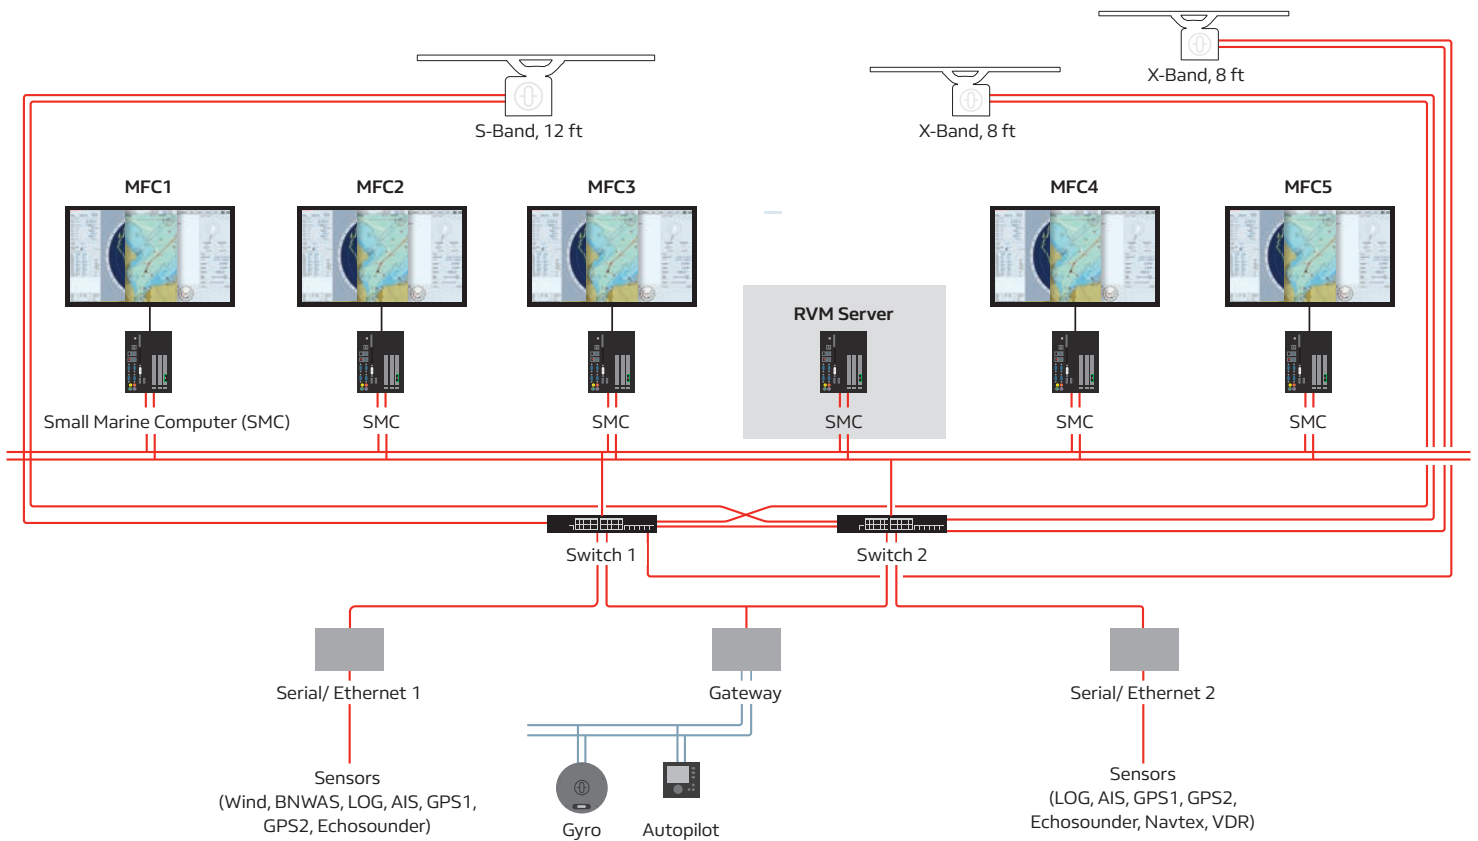 X-Band, 8 ft
S-Band, 12 ft
X-Band, 8 ft
MFC1
MFC2
MFC3
MFC4
MFC5
RVM Server
Small Marine Computer (SMC)
SMC
SMC
SMC
SMC
SMC
Switch 1
Switch 2
Serial/ Ethernet 1
Gateway
Serial/ Ethernet 2
Sensors
(Wind, BNWAS, LOG, AIS, GPS1,
GPS2, Echosounder)
Gyro
Autopilot
Sensors
(LOG, AIS, GPS1, GPS2,
Echosounder, Navtex, VDR)